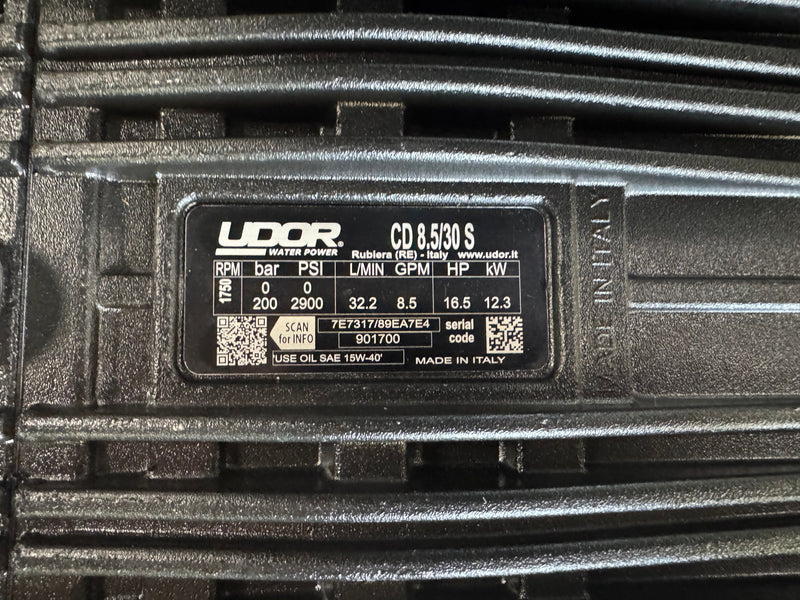 UDOR® CD 8.5/30 S
WATER POWER Rubiera (RE) - Italy www.udor.it
RPM bar PSI L/MIN GPM HP kW
1750 0 0
200 2900 32.2 8.5 16.5 12.3
SCAN 7E7317/89EA7E4 serial
for INFO 901700 code
'USE OIL SAE 15W-40' MADE IN ITALY
MADE IN ITALY